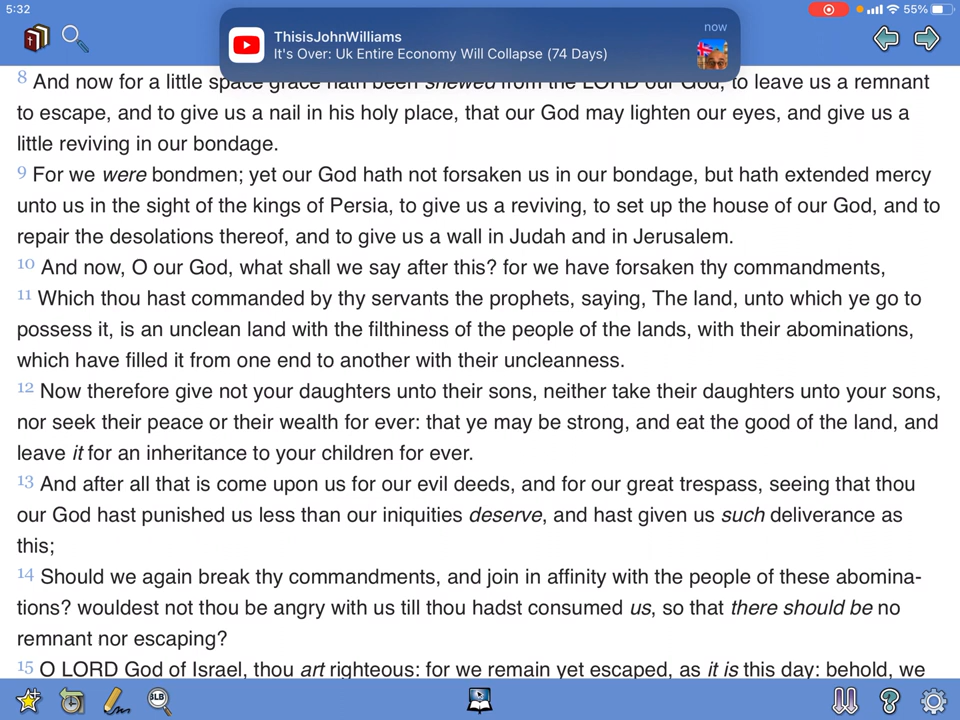 5:32
55%
ThisisJohnWilliams
now
It's Over: Uk Entire Economy Will Collapse (74 Days)
8 And now for a little space grace hath been shewed from the LORD our God, to leave us a remnant
to escape, and to give us a nail in his holy place, that our God may lighten our eyes, and give us a
little reviving in our bondage.
9 For we were bondmen; yet our God hath not forsaken us in our bondage, but hath extended mercy
unto us in the sight of the kings of Persia, to give us a reviving, to set up the house of our God, and to
repair the desolations thereof, and to give us a wall in Judah and in Jerusalem.
10 And now, O our God, what shall we say after this? for we have forsaken thy commandments,
11 Which thou hast commanded by thy servants the prophets, saying, The land, unto which ye go to
possess it, is an unclean land with the filthiness of the people of the lands, with their abominations,
which have filled it from one end to another with their uncleanness.
12 Now therefore give not your daughters unto their sons, neither take their daughters unto your sons,
nor seek their peace or their wealth for ever: that ye may be strong, and eat the good of the land, and
leave it for an inheritance to your children for ever.
13 And after all that is come upon us for our evil deeds, and for our great trespass, seeing that thou
our God hast punished us less than our iniquities deserve, and hast given us such deliverance as
this;
14 Should we again break thy commandments, and join in affinity with the people of these abomina-
tions? wouldest not thou be angry with us till thou hadst consumed us, so that there should be no
remnant nor escaping?
15 O LORD God of Israel, thou art righteous: for we remain yet escaped, as it is this day: behold, we
BLB